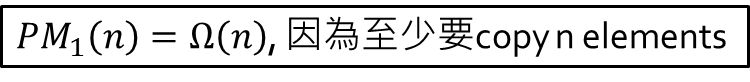 PM₁(n) = Ω(n), 因為至少要copy n elements